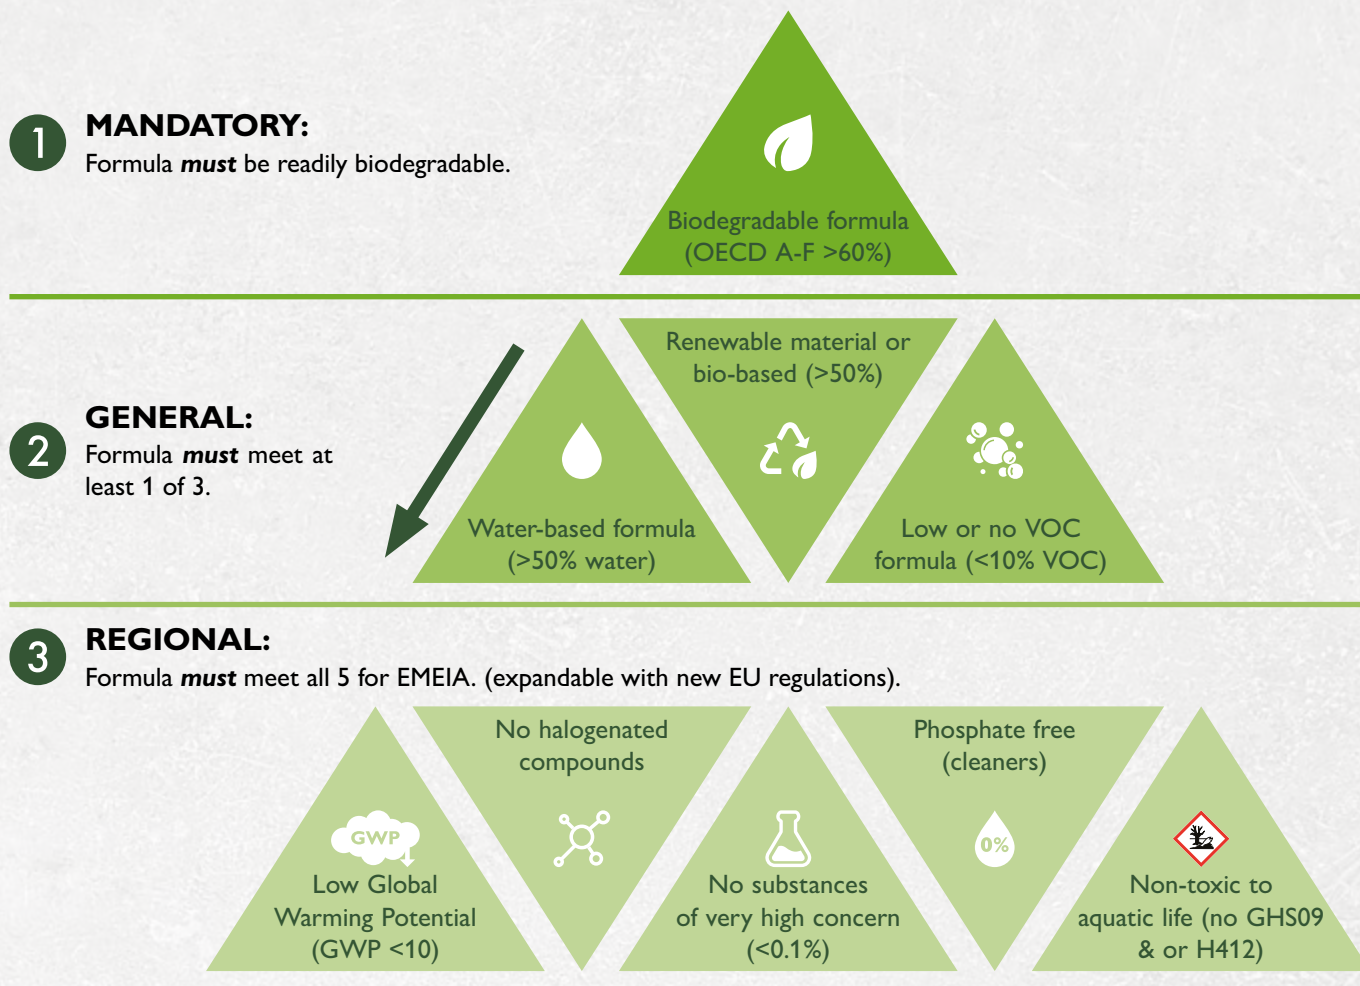 1
MANDATORY:
Formula must be readily biodegradable.
Biodegradable formula
(OECD A-F >60%)
2
GENERAL:
Formula must meet at
least 1 of 3.
Water-based formula
(>50% water)
Renewable material or
bio-based (>50%)
Low or no VOC
formula (<10% VOC)
3
REGIONAL:
Formula must meet all 5 for EMEIA. (expandable with new EU regulations).
GWP
Low Global
Warming Potential
(GWP <10)
No halogenated
compounds
No substances
of very high concern
(<0.1%)
Phosphate free
(cleaners)
0%
Non-toxic to
aquatic life (no GHS09
& or H412)